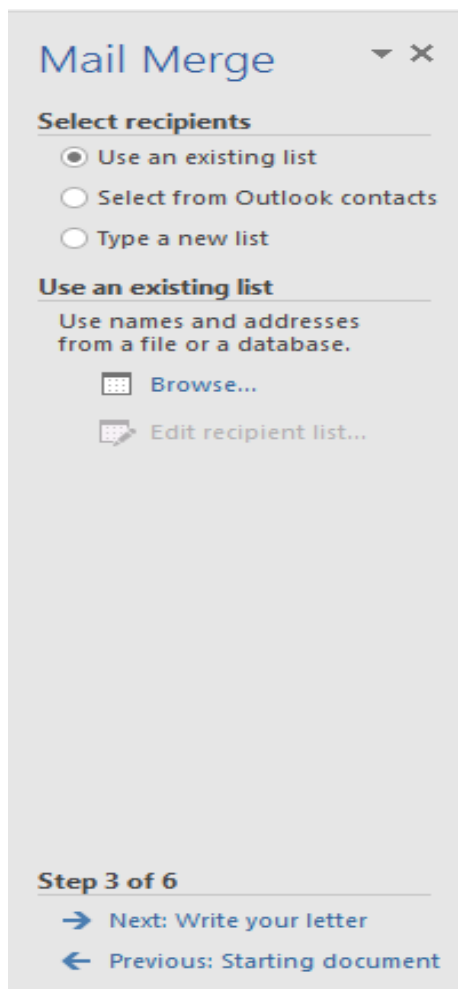 Mail Merge
Select recipients
Use an existing list
Select from Outlook contacts
Type a new list
Use an existing list
Use names and addresses
from a file or a database.
Browse...
Edit recipient list...
Step 3 of 6
Next: Write your letter
Previous: Starting document